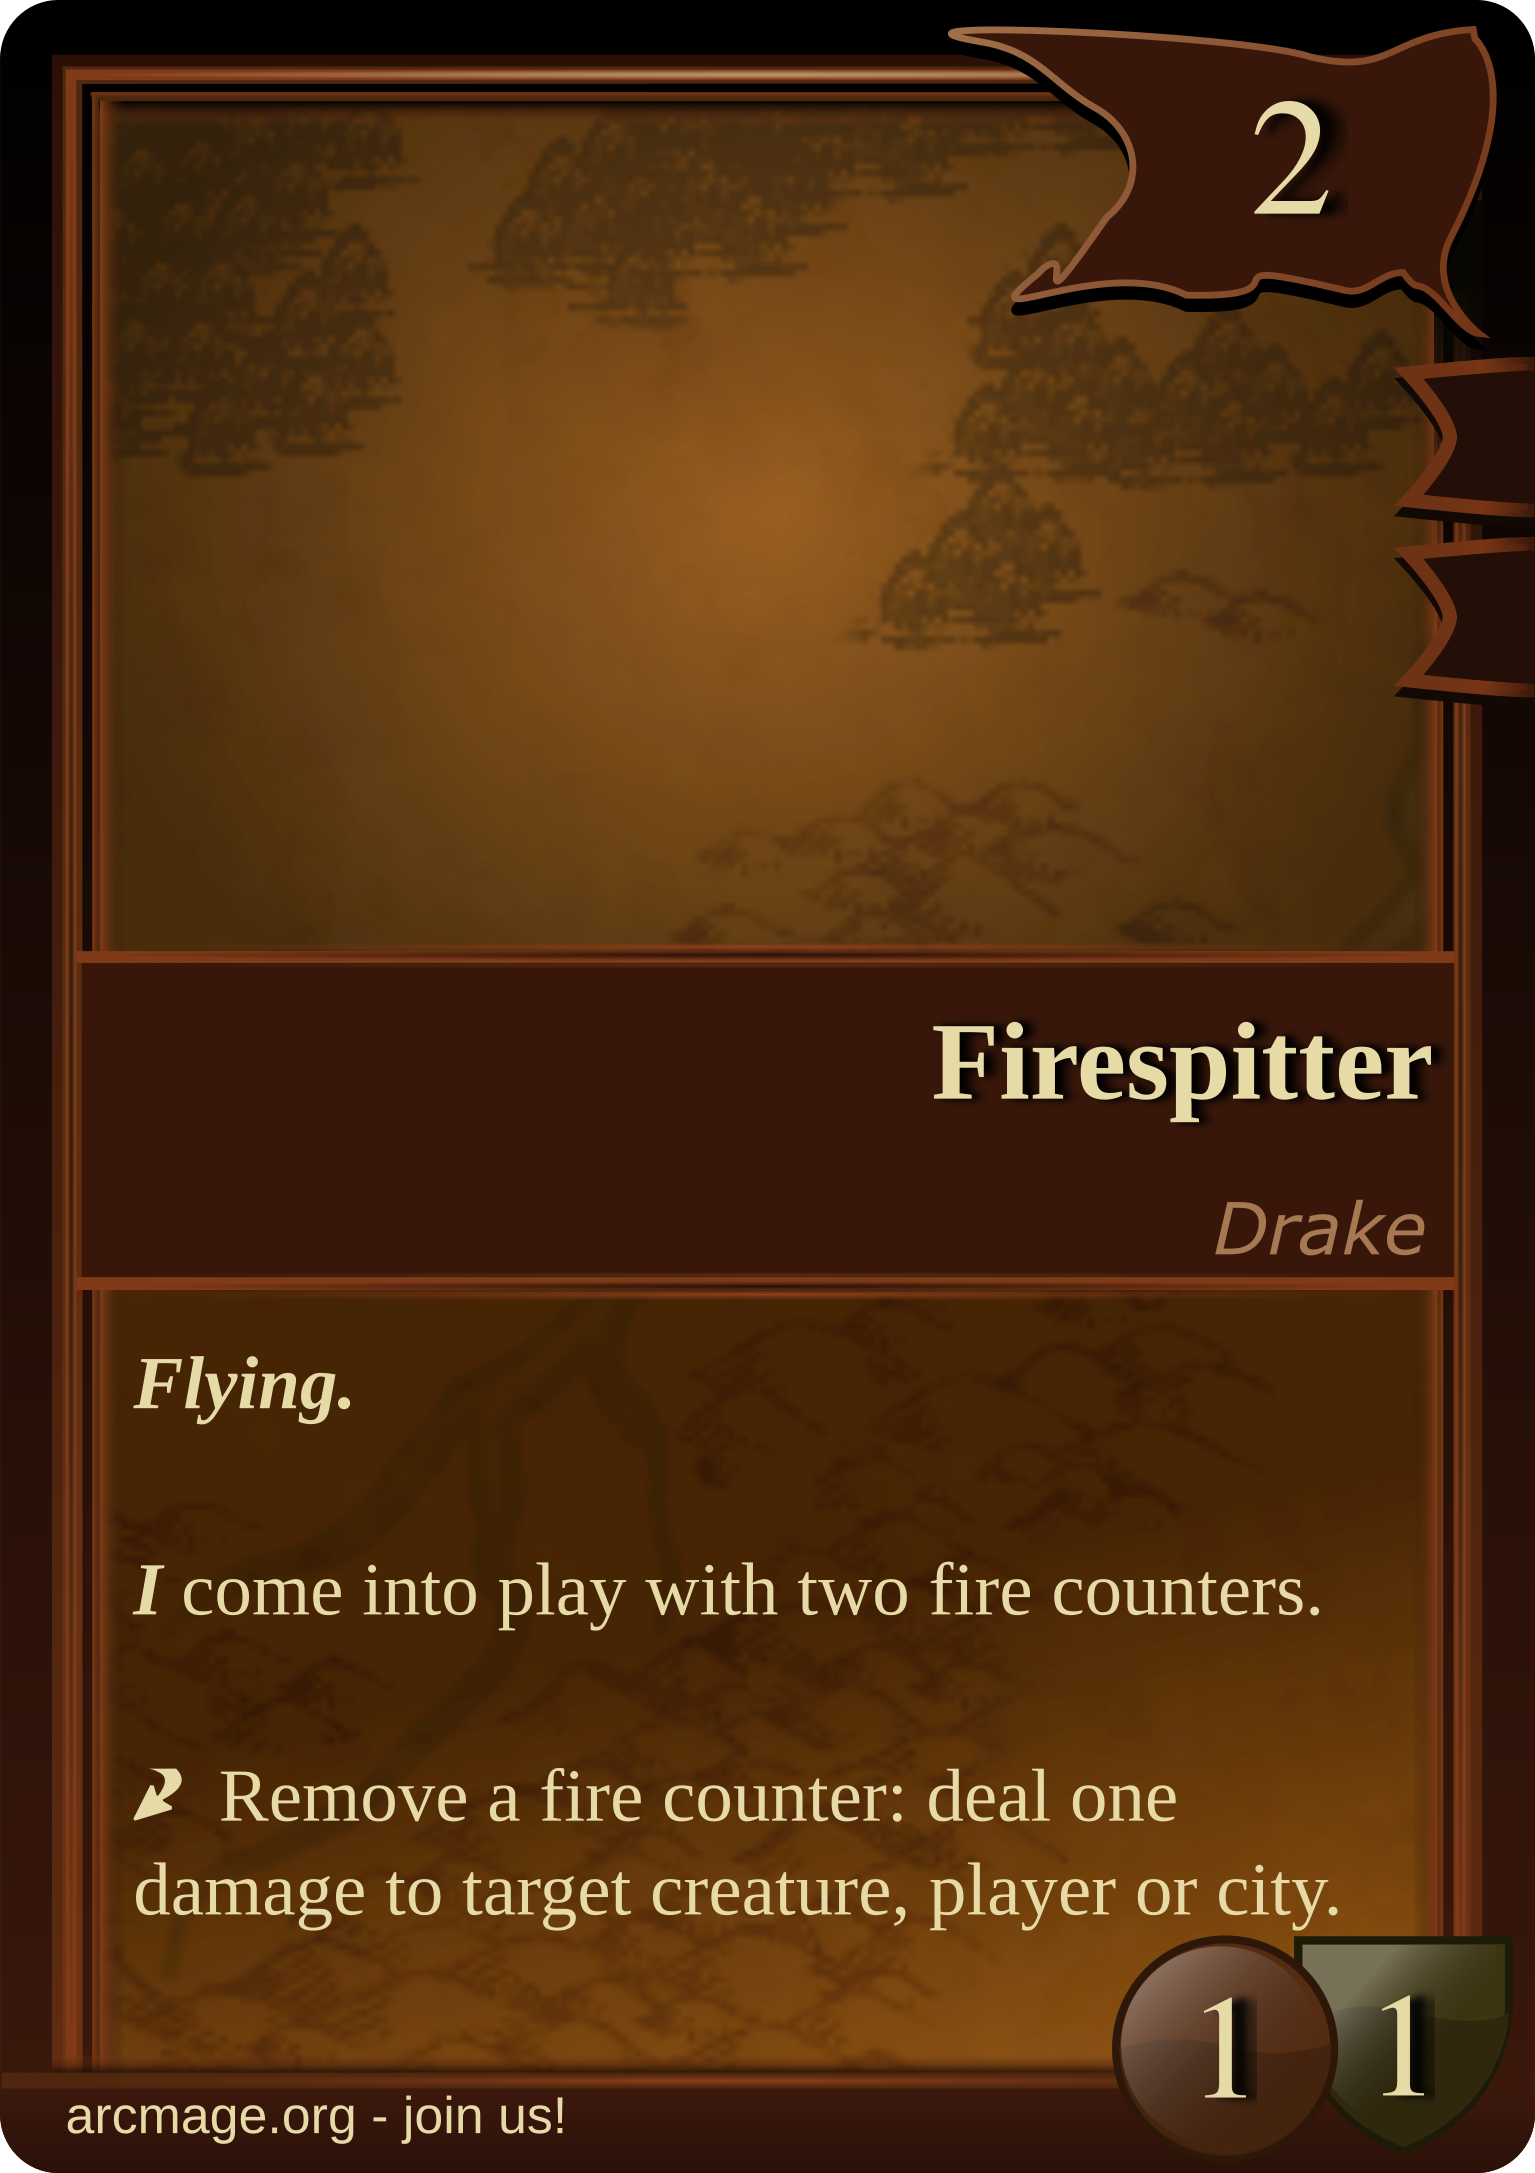 2
Firespitter
Drake
Flying.
I come into play with two fire counters.
Remove a fire counter: deal one
damage to target creature, player or city.
1 1
arcmage.org - join us!